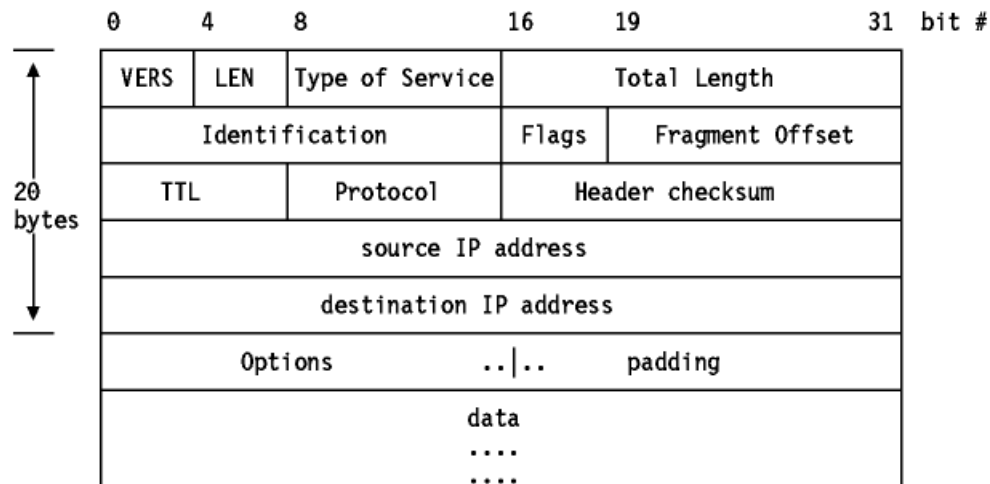 0 4 8 16 19 31 bit #
VERS LEN Type of Service Total Length
Identification Flags Fragment Offset
20 TTL Protocol Header checksum
bytes
source IP address
destination IP address
Options ..|.. padding
data
....
....